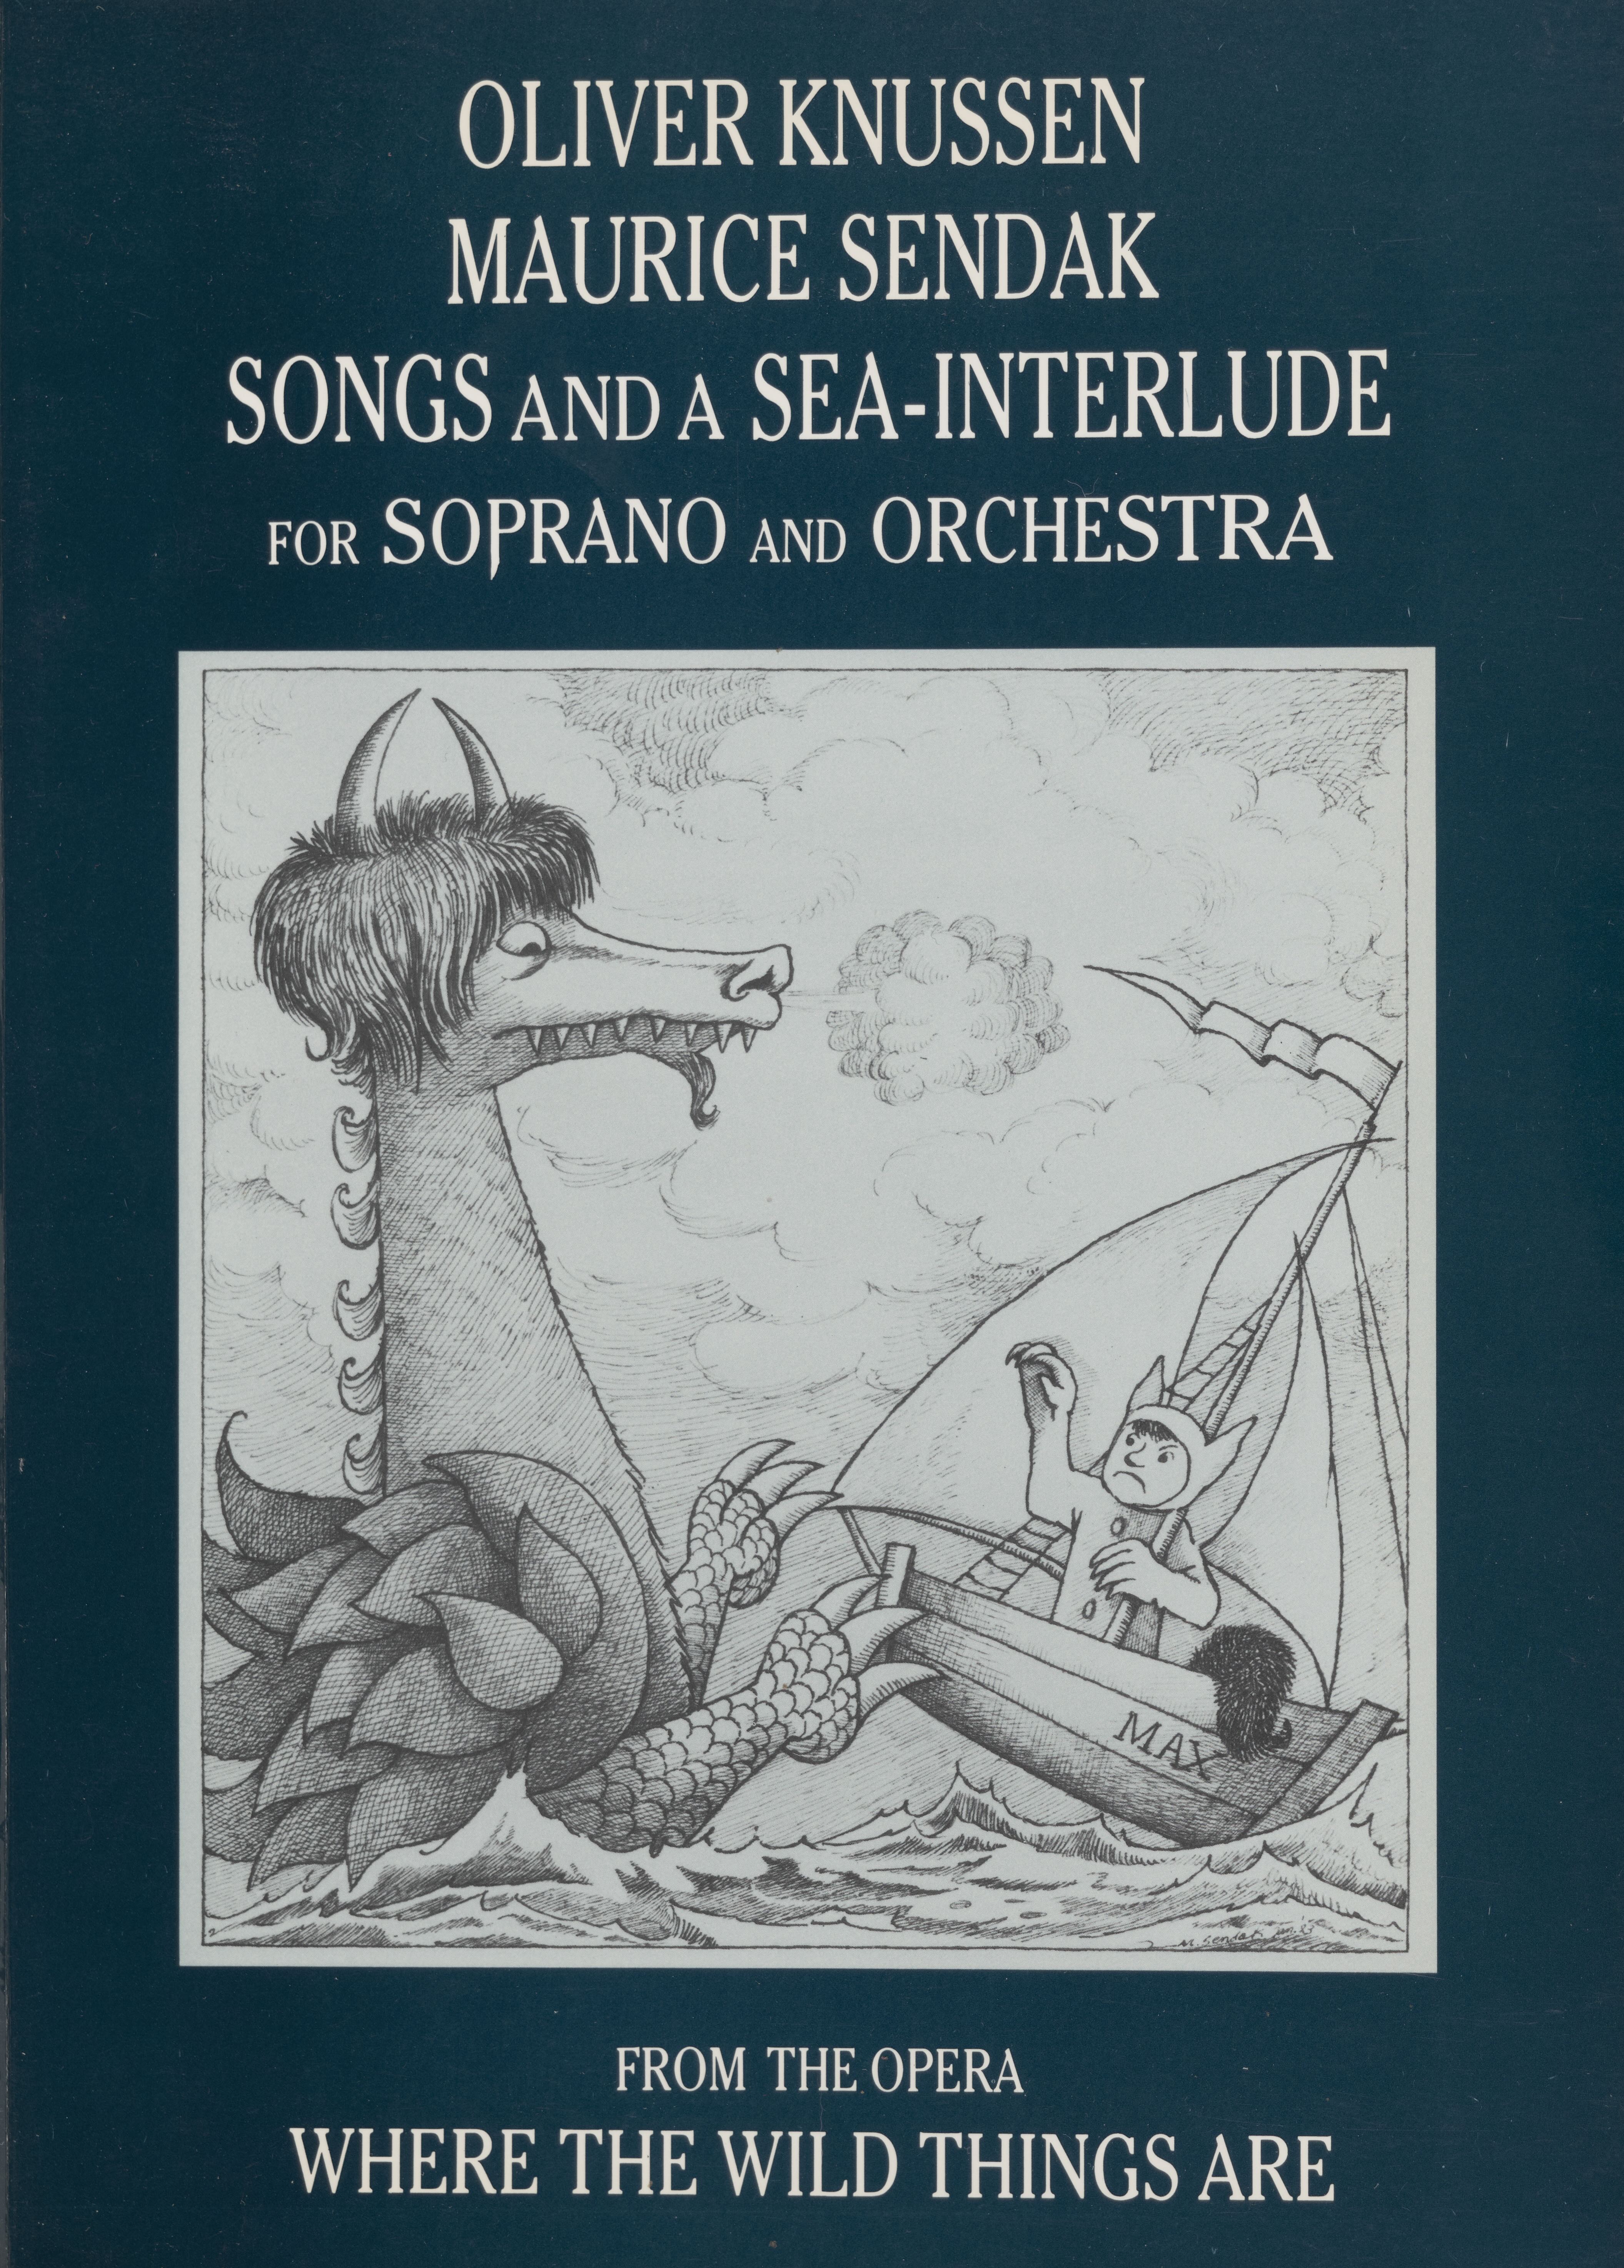 OLIVER KNUSSEN
MAURICE SENDAK
SONGS AND A SEA-INTERLUDE
FOR SOPRANO AND ORCHESTRA
MAX
M. Sendak
FROM THE OPERA
WHERE THE WILD THINGS ARE